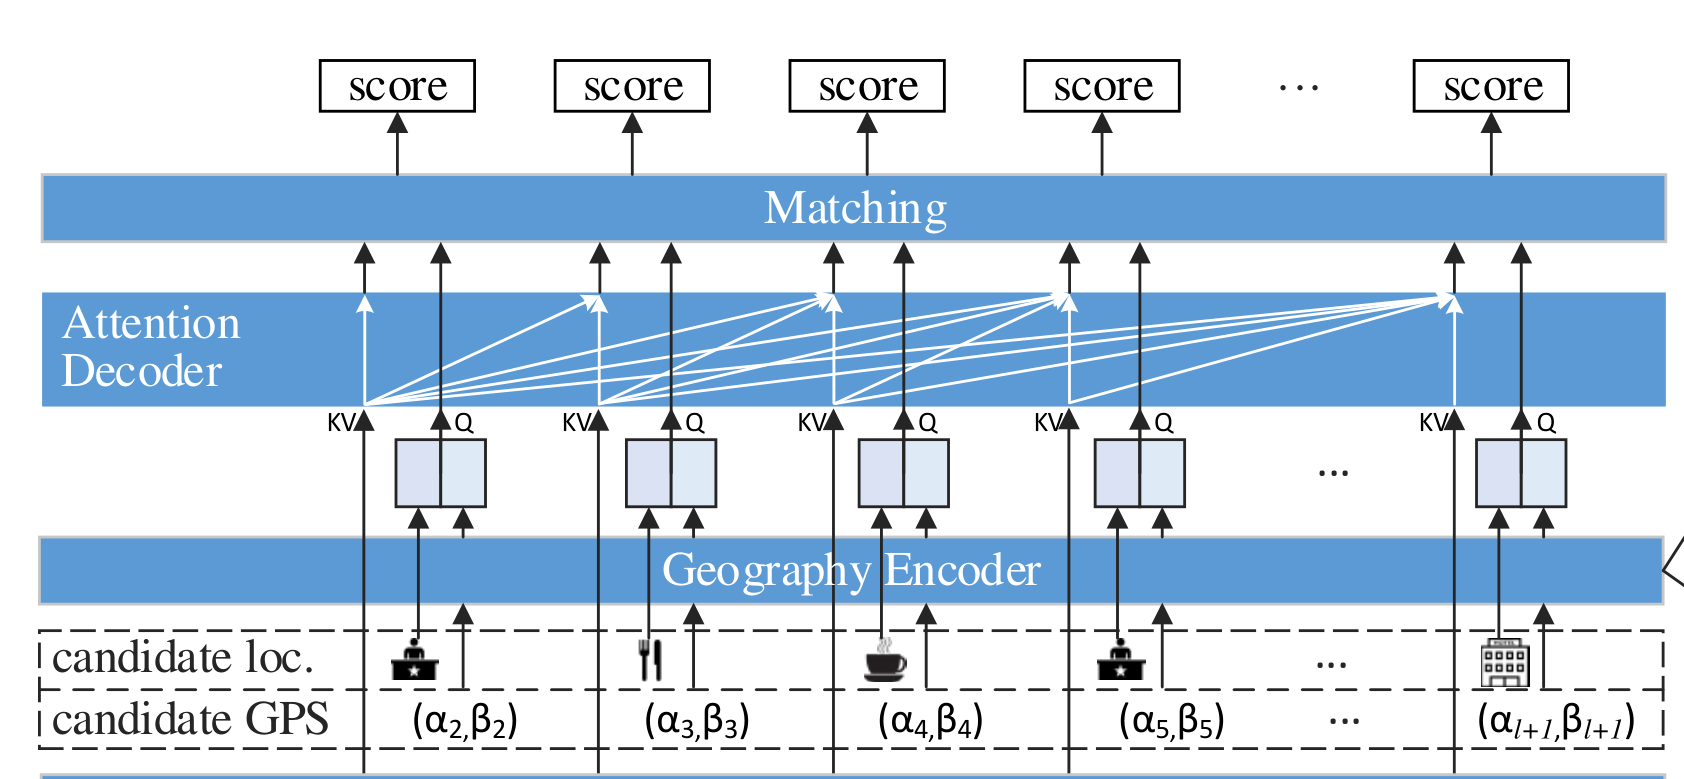 score score score score ... score
Matching
Attention
Decoder
KV Q KV Q KV Q KV Q KV Q
...
Geography Encoder
candidate loc. ...
candidate GPS (α2,β2) (α3,β3) (α4,β4) (α5,β5) ... (αl+1,βl+1)